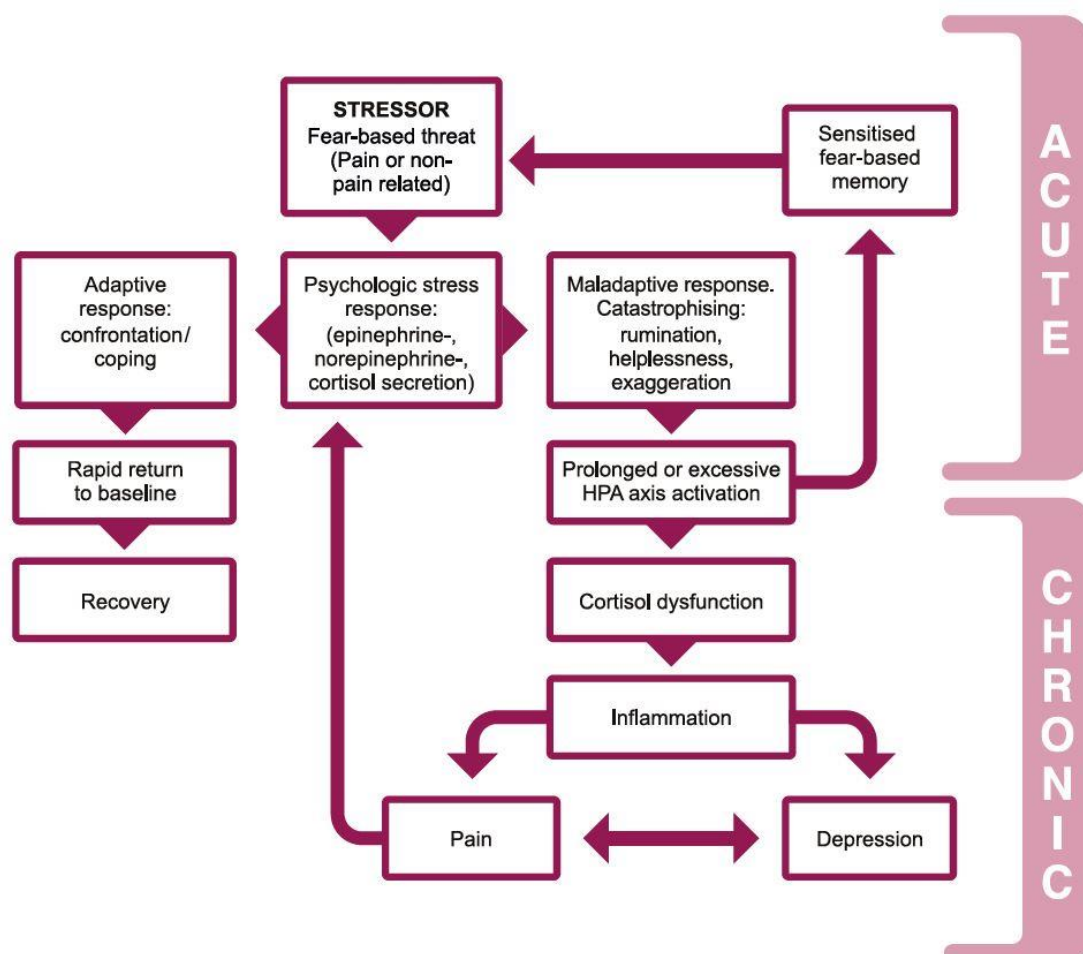 STRESSOR
Fear-based threat
(Pain or non-
pain related)
Sensitised
fear-based
memory
Adaptive
response:
confrontation/
coping
Psychologic stress
response:
(epinephrine-,
norepinephrine-,
cortisol secretion)
Maladaptive response.
Catastrophising:
rumination,
helplessness,
exaggeration
Rapid return
to baseline
Prolonged or excessive
HPA axis activation
Recovery
Cortisol dysfunction
Inflammation
Pain
Depression
ACUTE
CHRONIC